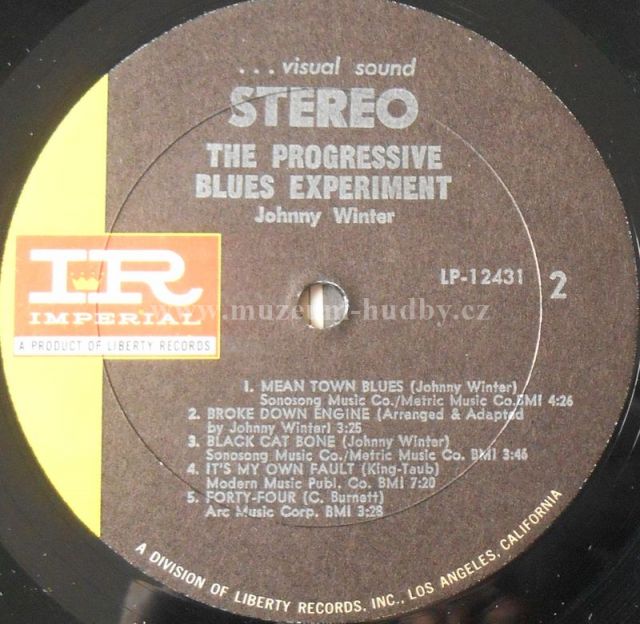 ... visual sound
STEREO
THE PROGRESSIVE
BLUES EXPERIMENT
Johnny Winter
IR
IMPERIAL
A PRODUCT OF LIBERTY RECORDS
LP-12431 2
www.muzeum-hudby.cz
1. MEAN TOWN BLUES (Johnny Winter)
Sonosong Music Co./Metric Music Co.BMI 4:26
2. BROKE DOWN ENGINE (Arranged & Adapted
by Johnny Winter) 3:25
3. BLACK CAT BONE (Johnny Winter)
Sonosong Music Co./Metric Music Co. BMI 3:46
4. IT'S MY OWN FAULT (King-Taub)
Modern Music Publ. Co. BMI 7:20
5. FORTY-FOUR (C. Burnett)
Arc Music Corp. BMI 3:28
A DIVISION OF LIBERTY RECORDS, INC., LOS ANGELES, CALIFORNIA